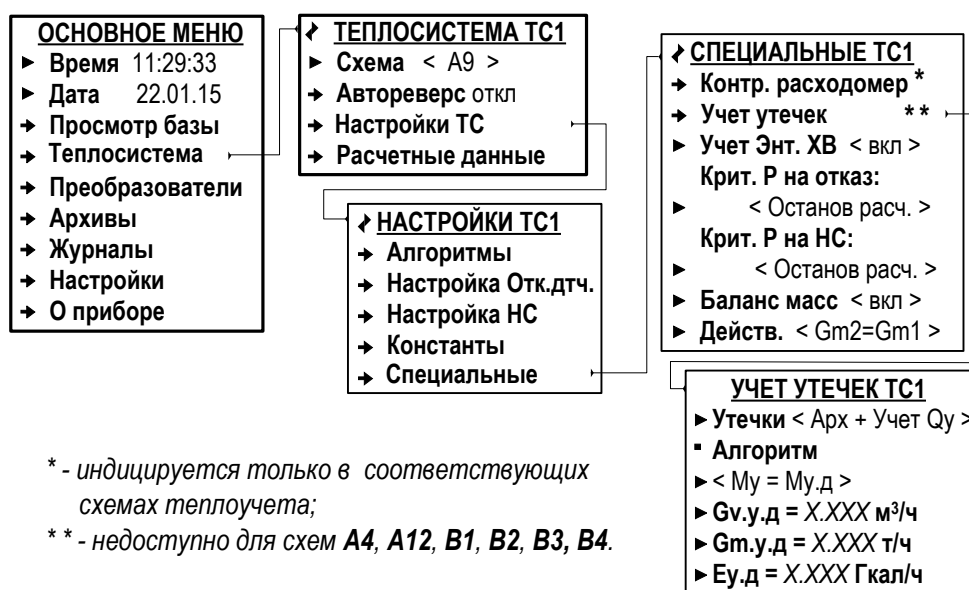 ОСНОВНОЕ МЕНЮ
Время 11:29:33
Дата 22.01.15
Просмотр базы
Теплосистема
Преобразователи
Архивы
Журналы
Настройки
О приборе
ТЕПЛОСИСТЕМА ТС1
Схема < А9 >
Автореверс откл
Настройки ТС
Расчетные данные
НАСТРОЙКИ ТС1
Алгоритмы
Настройка Отк.дтч.
Настройка НС
Константы
Специальные
СПЕЦИАЛЬНЫЕ ТС1
Контр. расходомер *
Учет утечек **
Учет Энт. ХВ < вкл >
Крит. Р на отказ:
< Останов расч. >
Крит. Р на НС:
< Останов расч. >
Баланс масс < вкл >
Действ. < Gm2=Gm1 >
УЧЕТ УТЕЧЕК ТС1
Утечки < Арх + Учет Qу >
Алгоритм
< Му = Му.д >
Gv.у.д = X.XXX м³/ч
Gm.у.д = X.XXX т/ч
Еу.д = X.XXX Гкал/ч
* - индицируется только в соответствующих
схемах теплоучета;
* * - недоступно для схем А4, А12, В1, В2, В3, В4.